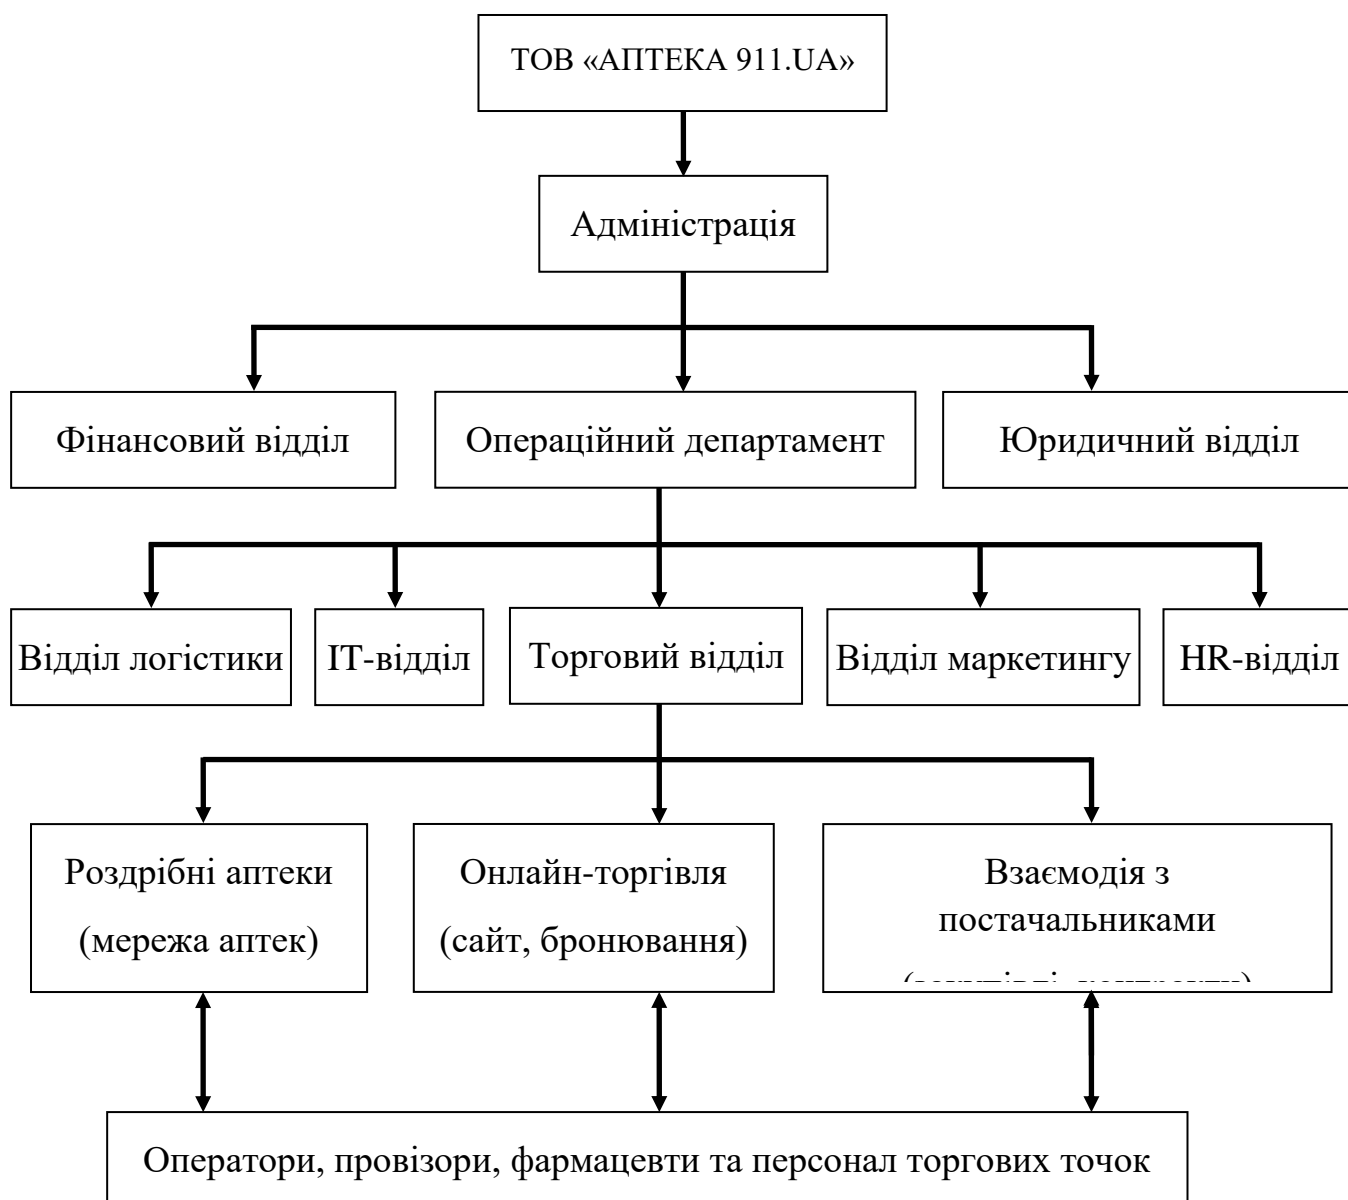 ТОВ «АПТЕКА 911.UA»
Адміністрація
Фінансовий відділ
Операційний департамент
Юридичний відділ
Відділ логістики
ІТ-відділ
Торговий відділ
Відділ маркетингу
HR-відділ
Роздрібні аптеки
(мережа аптек)
Онлайн-торгівля
(сайт, бронювання)
Взаємодія з
постачальниками
Оператори, провізори, фармацевти та персонал торгових точок